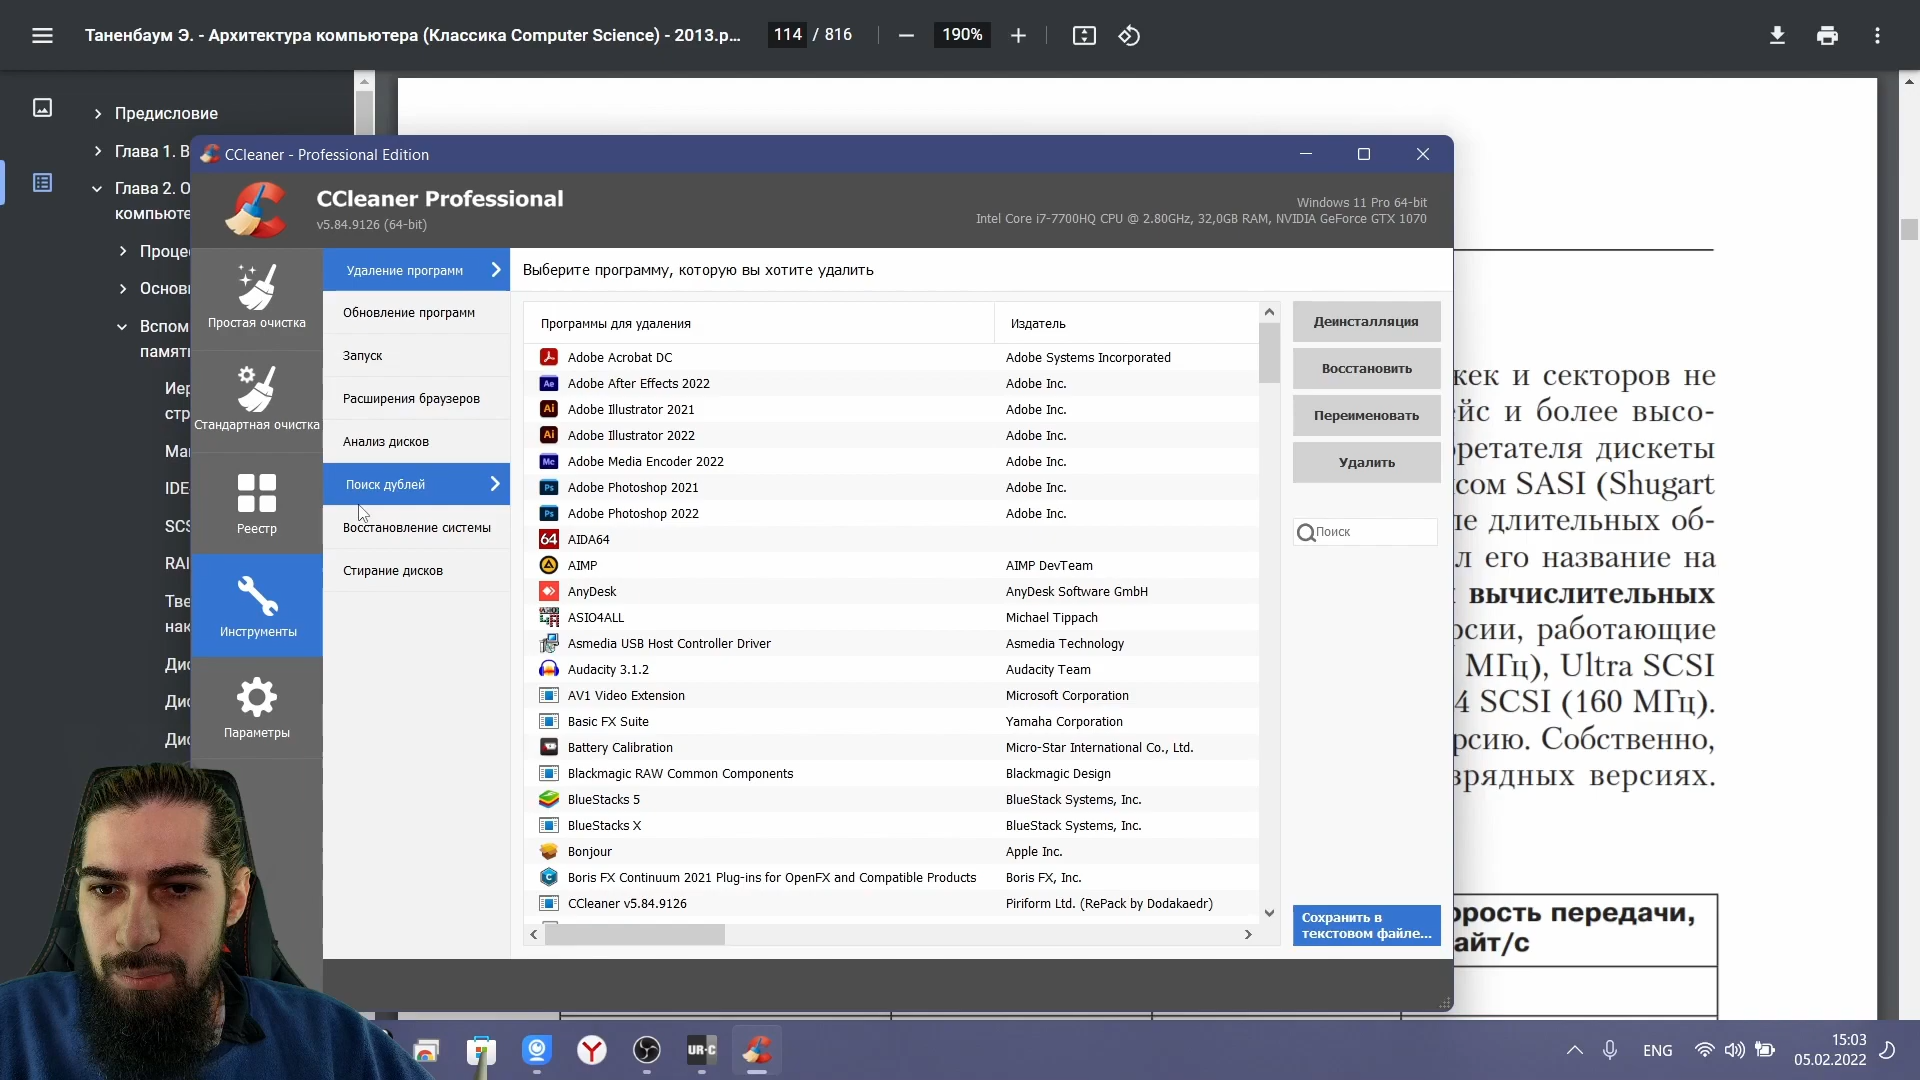 Таненбаум Э. - Архитектура компьютера (Классика Computer Science) - 2013.p...
114 / 816
190%
Предисловие
Глава 1. В
Глава 2. О
компьюте
Процес
Основ
Вспом
памят
Иер
стр
Ма
IDE
SCS
RAI
Тве
нак
Дис
Дис
Дис
CCleaner - Professional Edition
CCleaner Professional
v5.84.9126 (64-bit)
Windows 11 Pro 64-bit
Intel Core i7-7700HQ CPU @ 2.80GHz, 32,0GB RAM, NVIDIA GeForce GTX 1070
Простая очистка
Стандартная очистка
Реестр
Инструменты
Параметры
Удаление программ
Обновление программ
Запуск
Расширения браузеров
Анализ дисков
Поиск дублей
Восстановление системы
Стирание дисков
Выберите программу, которую вы хотите удалить
Программы для удаления Издатель
Adobe Acrobat DC Adobe Systems Incorporated
Adobe After Effects 2022 Adobe Inc.
Adobe Illustrator 2021 Adobe Inc.
Adobe Illustrator 2022 Adobe Inc.
Adobe Media Encoder 2022 Adobe Inc.
Adobe Photoshop 2021 Adobe Inc.
Adobe Photoshop 2022 Adobe Inc.
AIDA64
AIMP AIMP DevTeam
AnyDesk AnyDesk Software GmbH
ASIO4ALL Michael Tippach
Asmedia USB Host Controller Driver Asmedia Technology
Audacity 3.1.2 Audacity Team
AV1 Video Extension Microsoft Corporation
Basic FX Suite Yamaha Corporation
Battery Calibration Micro-Star International Co., Ltd.
Blackmagic RAW Common Components Blackmagic Design
BlueStacks 5 BlueStack Systems, Inc.
BlueStacks X BlueStack Systems, Inc.
Bonjour Apple Inc.
Boris FX Continuum 2021 Plug-ins for OpenFX and Compatible Products Boris FX, Inc.
CCleaner v5.84.9126 Piriform Ltd. (RePack by Dodakaedr)
Деинсталляция
Восстановить
Переименовать
Удалить
Поиск
Сохранить в
текстовом файле...
жек и секторов не
йс и более высо-
ретателя дискеты
сом SASI (Shugart
ле длительных об-
л его название на
вычислительных
рсии, работающие
МГц), Ultra SCSI
4 SCSI (160 МГц).
рсию. Собственно,
зрядных версиях.
орость передачи,
айт/с
UR-C
ENG
15:03
05.02.2022